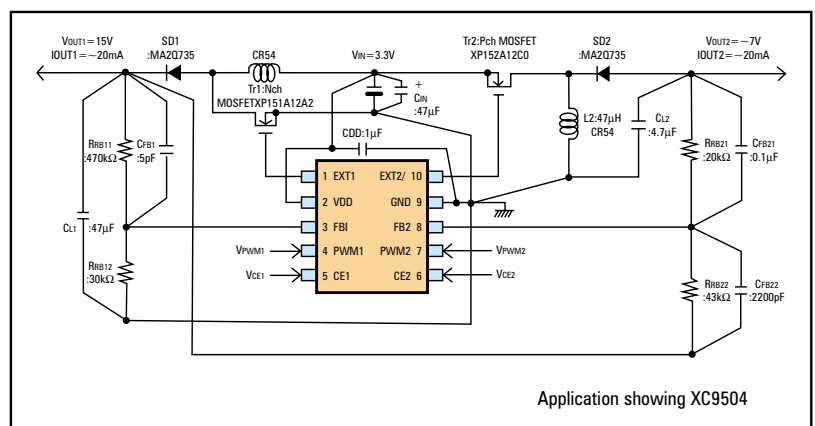 VOUT1=15V
IOUT1=~20mA
SD1
:MA2Q735
CR54
VIN=3.3V
Tr2:Pch MOSFET
XP152A12C0
SD2
:MA2Q735
VOUT2=~7V
IOUT2=~20mA
Tr1:Nch
MOSFETXP151A12A2
+
CIN
:47µF
L2:47µH
CR54
CL2
:4.7µF
RRB11
:470kΩ
CFB1
:5pF
CDD:1µF
RRB21
:20kΩ
CFB21
:0.1µF
1 EXT1
EXT2/ 10
2 VDD
GND 9
3 FBI
FB2 8
4 PWM1
PWM2 7
5 CE1
CE2 6
CL1
:47µF
VPWM1
VPWM2
VCE1
VCE2
RRB12
:30kΩ
RRB22
:43kΩ
CFB22
:2200pF
Application showing XC9504